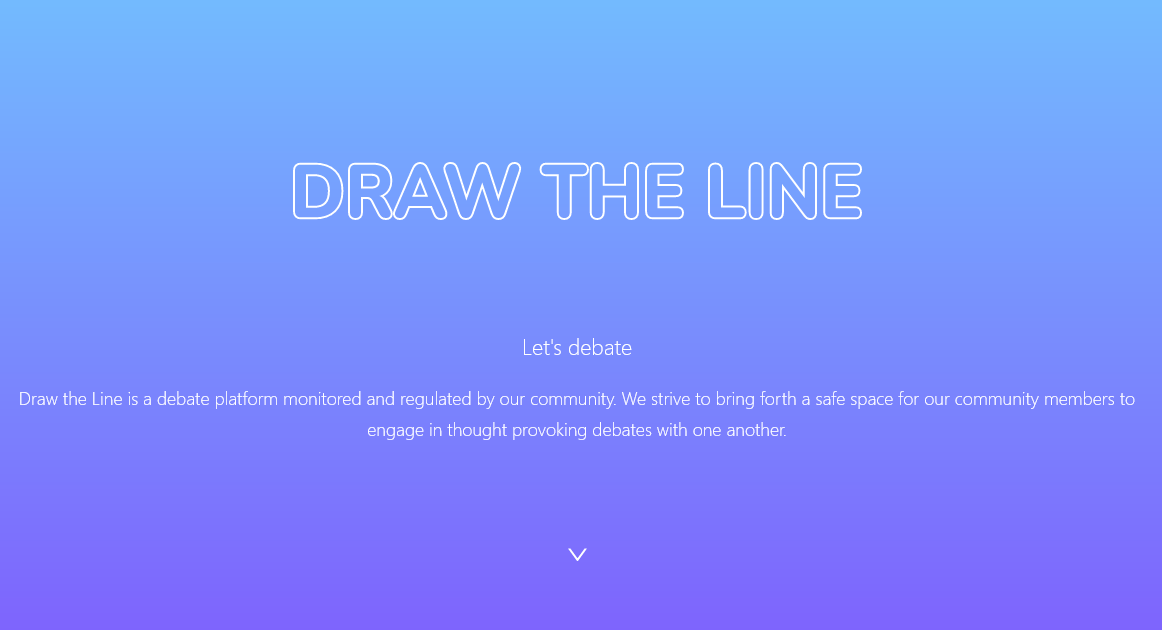 DRAW THE LINE
Let's debate
Draw the Line is a debate platform monitored and regulated by our community. We strive to bring forth a safe space for our community members to
engage in thought provoking debates with one another.